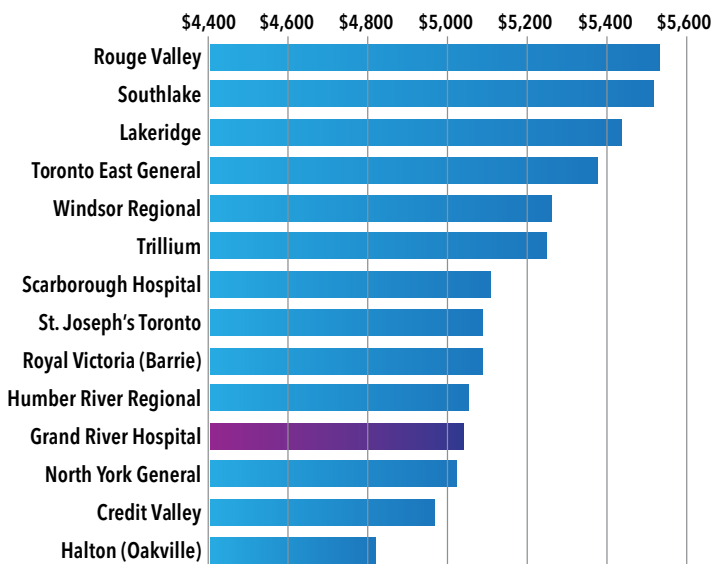 $4,400 $4,600 $4,800 $5,000 $5,200 $5,400 $5,600
Rouge Valley
Southlake
Lakeridge
Toronto East General
Windsor Regional
Trillium
Scarborough Hospital
St. Joseph’s Toronto
Royal Victoria (Barrie)
Humber River Regional
Grand River Hospital
North York General
Credit Valley
Halton (Oakville)